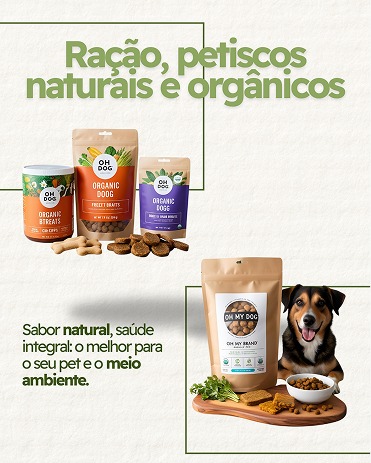 Ração, petiscos
naturais e orgânicos
OH
DOG
ORGANIC
BTREATS
OH
DOG
ORGANIC
DOOG
OH
DOG
ORGANIC
DOGG
OH MY DOG
OH MY BRAND
Sabor natural, saúde
integral: o melhor para
o seu pet e o meio
ambiente.